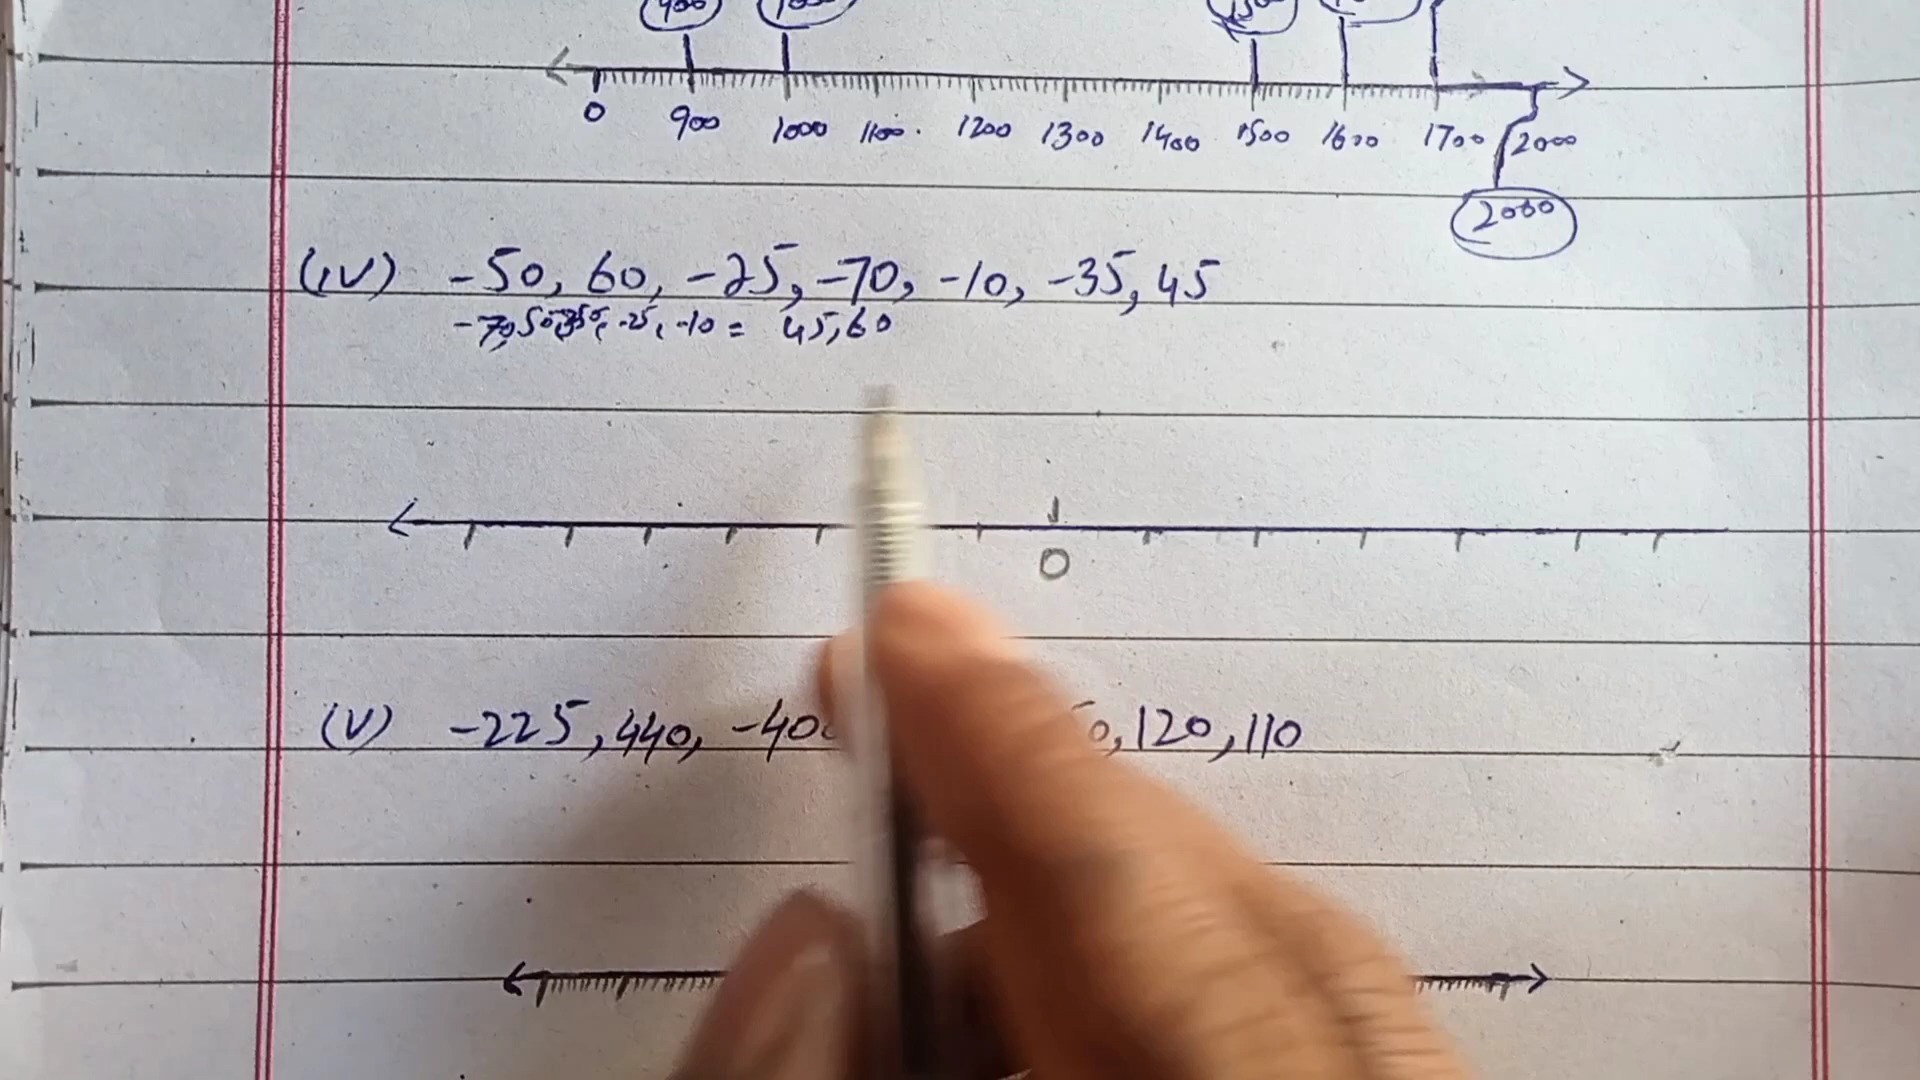 0 900 1000 1100. 1200 1300 1400 1500 1600 1700 2000
2000
(iv) -50, 60, -25, -70, -10, -35, 45
-25, -10 = 45, 60
0
(V) -225, 440, -40 120, 110